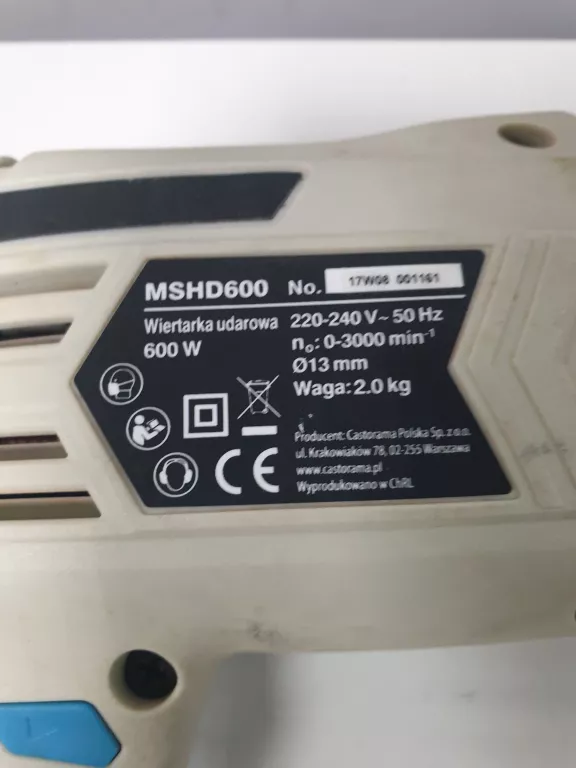 MSHD600 No. 17W08 001161
Wiertarka udarowa
600 W
220-240 V~ 50 Hz
n₀: 0-3000 min⁻¹
Ø13 mm
Waga: 2.0 kg
CE
Producent: Castorama Polska Sp. z o.o.
ul. Krakowiaków 78, 02-255 Warszawa
www.castorama.pl
Wyprodukowano w ChRL